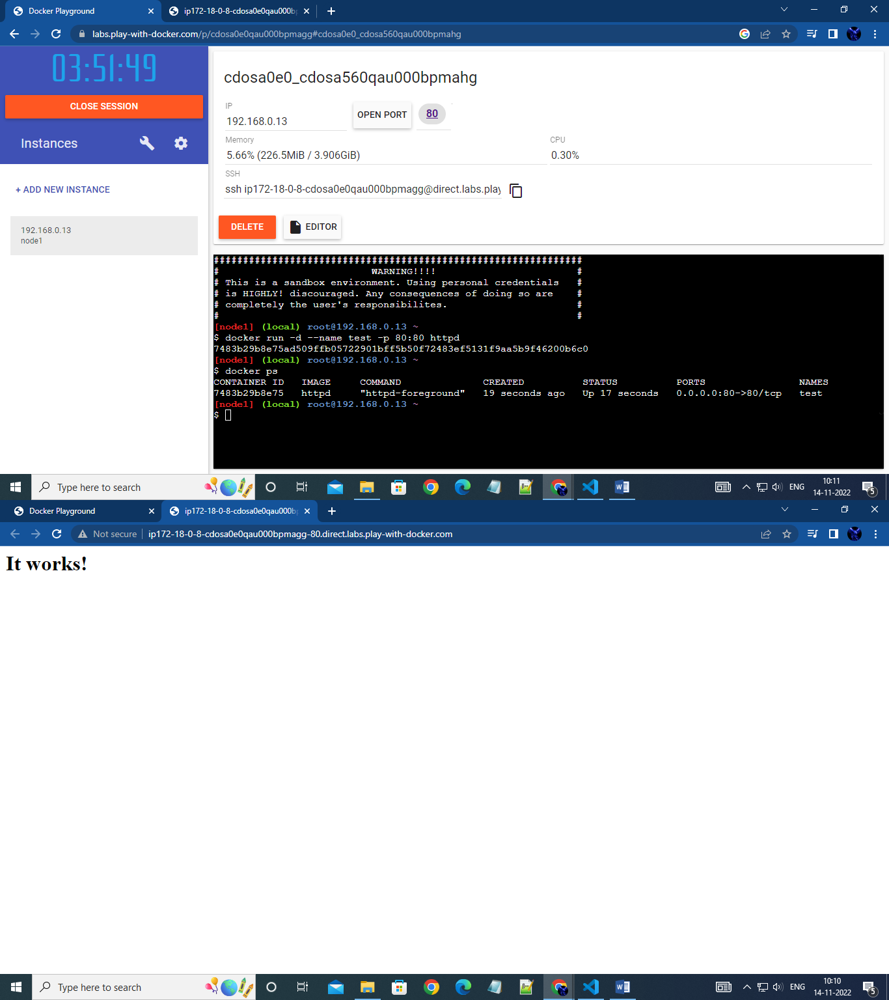 Docker Playground
ip172-18-0-8-cdosa0e0qau000bp
labs.play-with-docker.com/p/cdosa0e0qau000bpmagg#cdosa0e0_cdosa560qau000bpmahg
03:51:49
CLOSE SESSION
Instances
+ ADD NEW INSTANCE
192.168.0.13
node1
cdosa0e0_cdosa560qau000bpmahg
IP
192.168.0.13
OPEN PORT
80
Memory
5.66% (226.5MiB / 3.906GiB)
CPU
0.30%
SSH
ssh ip172-18-0-8-cdosa0e0qau000bpmagg@direct.labs.play
DELETE
EDITOR
###############################################################
#                          WARNING!!!!                        #
# This is a sandbox environment. Using personal credentials   #
# is HIGHLY! discouraged. Any consequences of doing so are    #
# completely the user's responsibilites.                      #
#                                                             #
[node1] (local) root@192.168.0.13 ~
$ docker run -d --name test -p 80:80 httpd
7483b29b8e75ad509ffb05722901bff5b50f72483ef5131f9aa5b9f46200b6c0
[node1] (local) root@192.168.0.13 ~
$ docker ps
CONTAINER ID   IMAGE     COMMAND              CREATED          STATUS          PORTS                NAMES
7483b29b8e75   httpd     "httpd-foreground"   19 seconds ago   Up 17 seconds   0.0.0.0:80->80/tcp   test
[node1] (local) root@192.168.0.13 ~
$
Type here to search
ENG
10:11
14-11-2022
5
Docker Playground
ip172-18-0-8-cdosa0e0qau000bp
Not secure
ip172-18-0-8-cdosa0e0qau000bpmagg-80.direct.labs.play-with-docker.com
It works!
Type here to search
ENG
10:10
14-11-2022
5